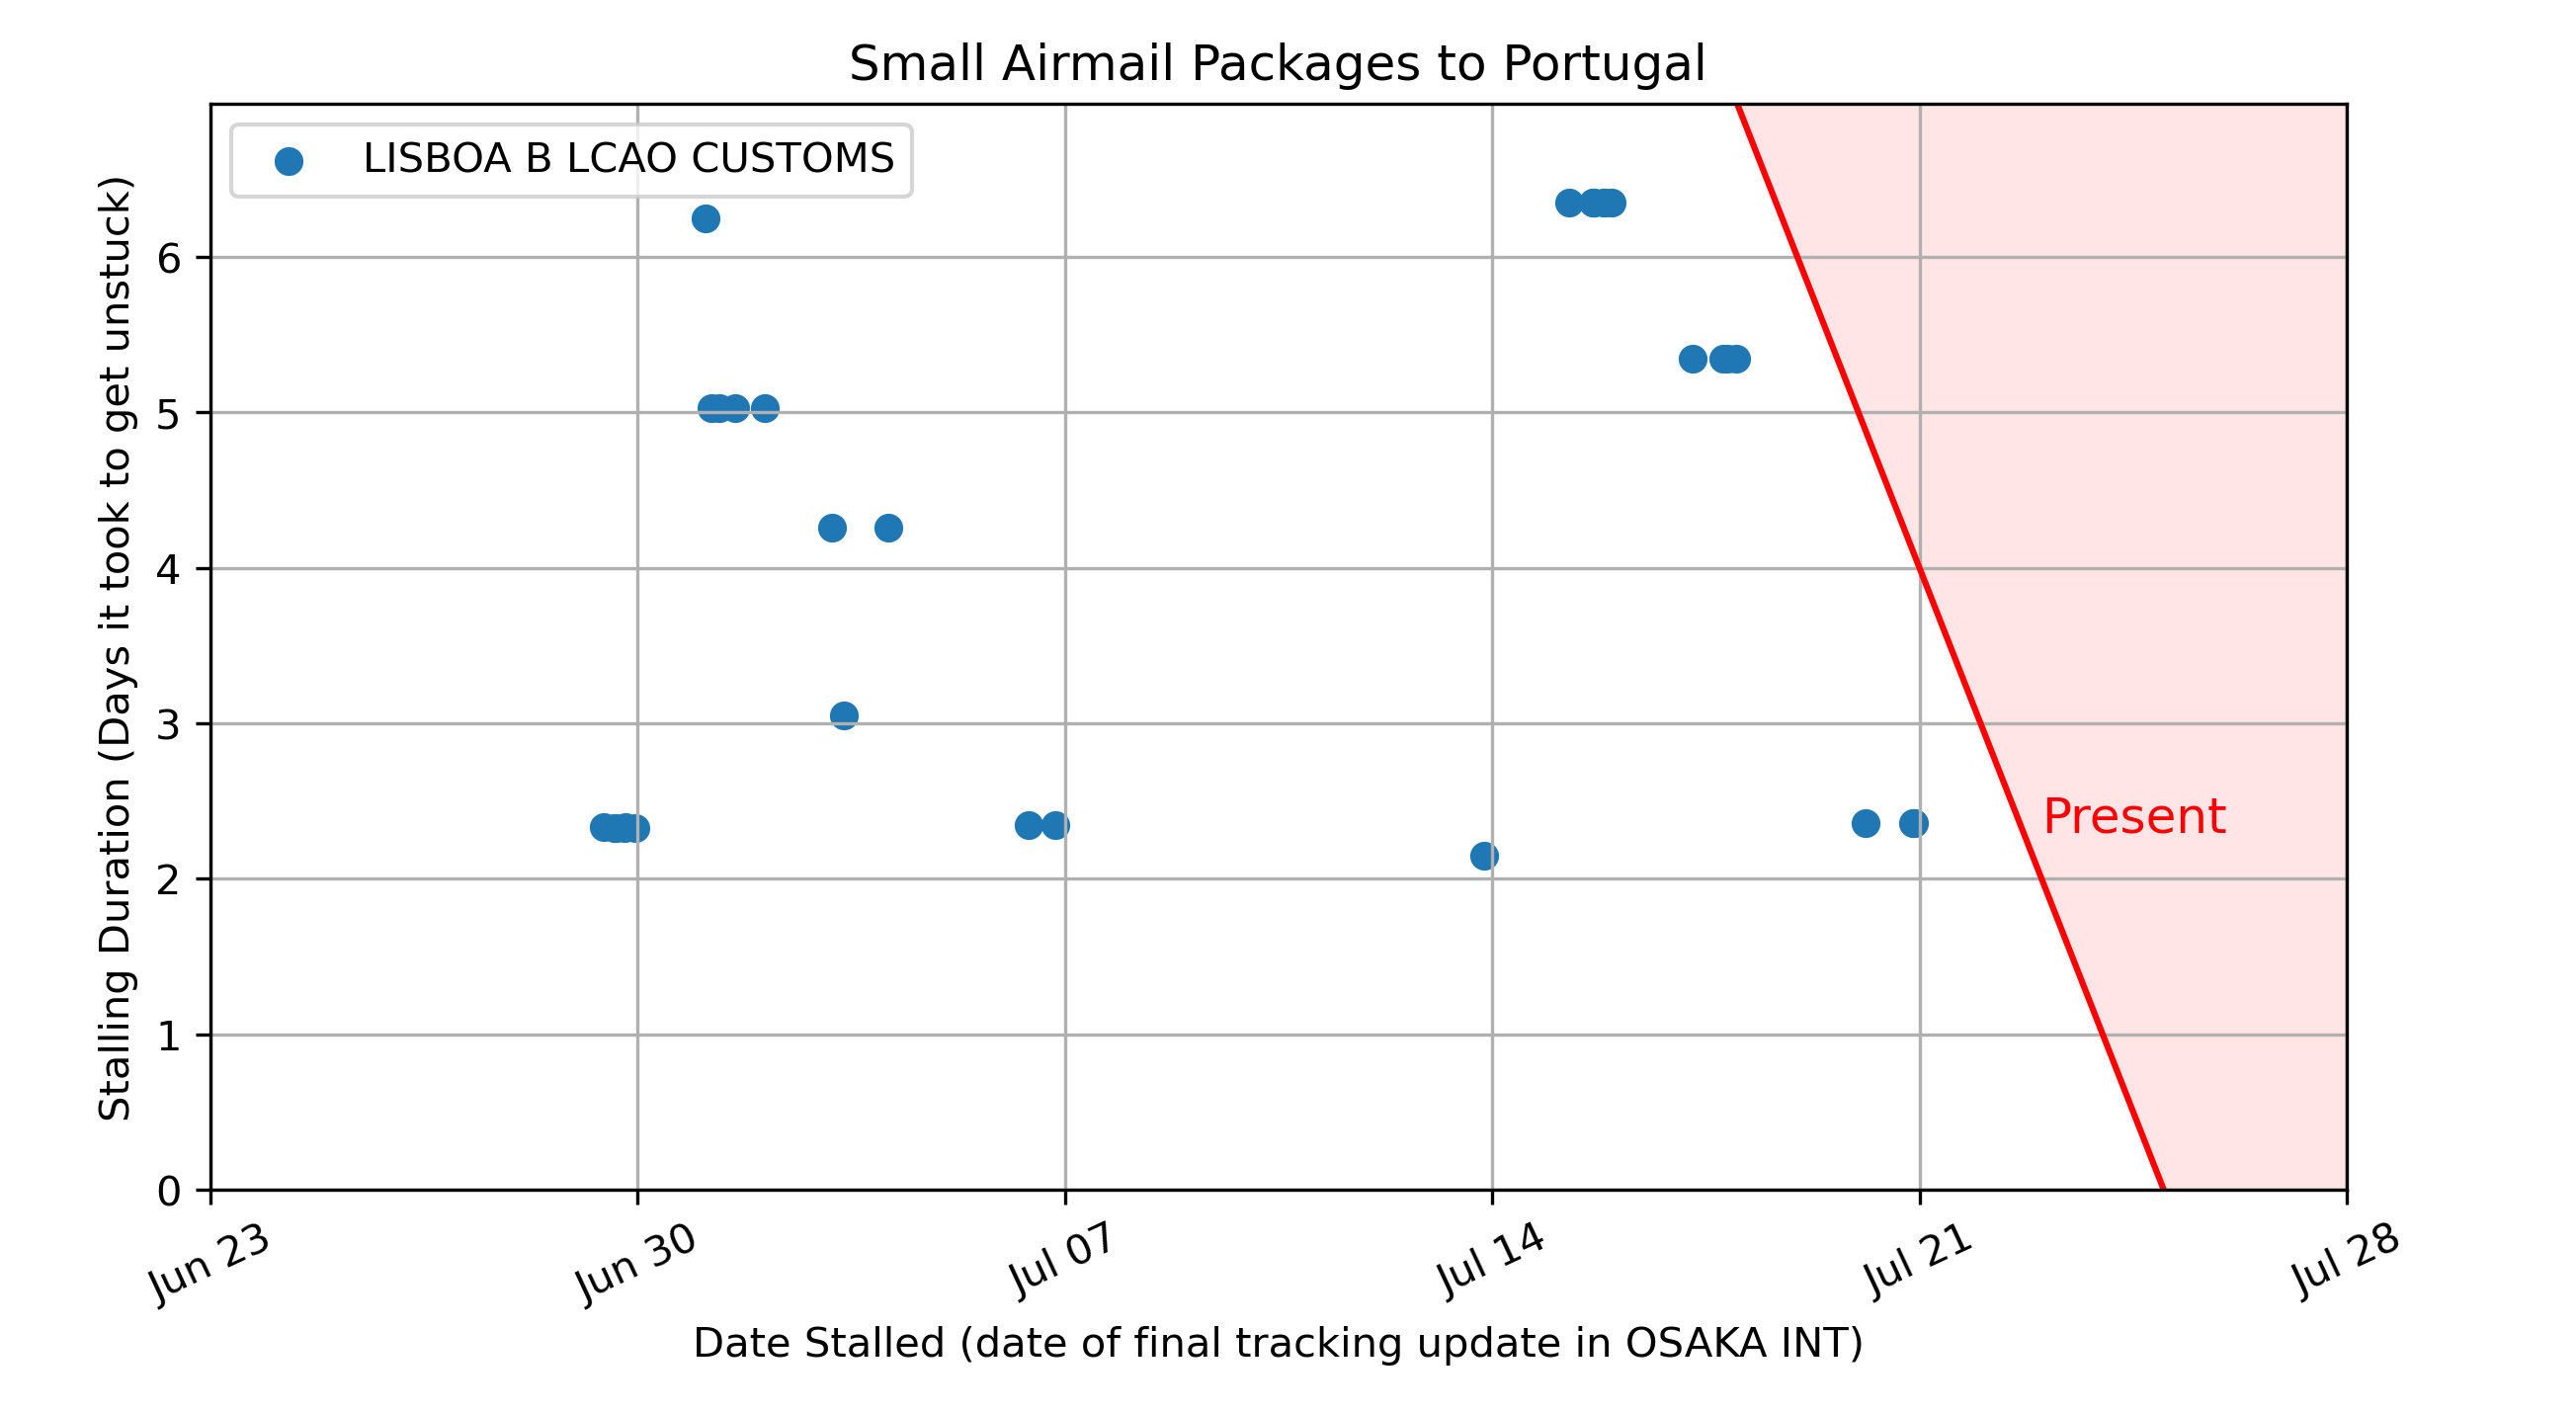 Small Airmail Packages to Portugal
LISBOA B LCAO CUSTOMS
Stalling Duration (Days it took to get unstuck)
6
5
4
3
2
1
0
Present
Jun 23
Jun 30
Jul 07
Jul 14
Jul 21
Jul 28
Date Stalled (date of final tracking update in OSAKA INT)